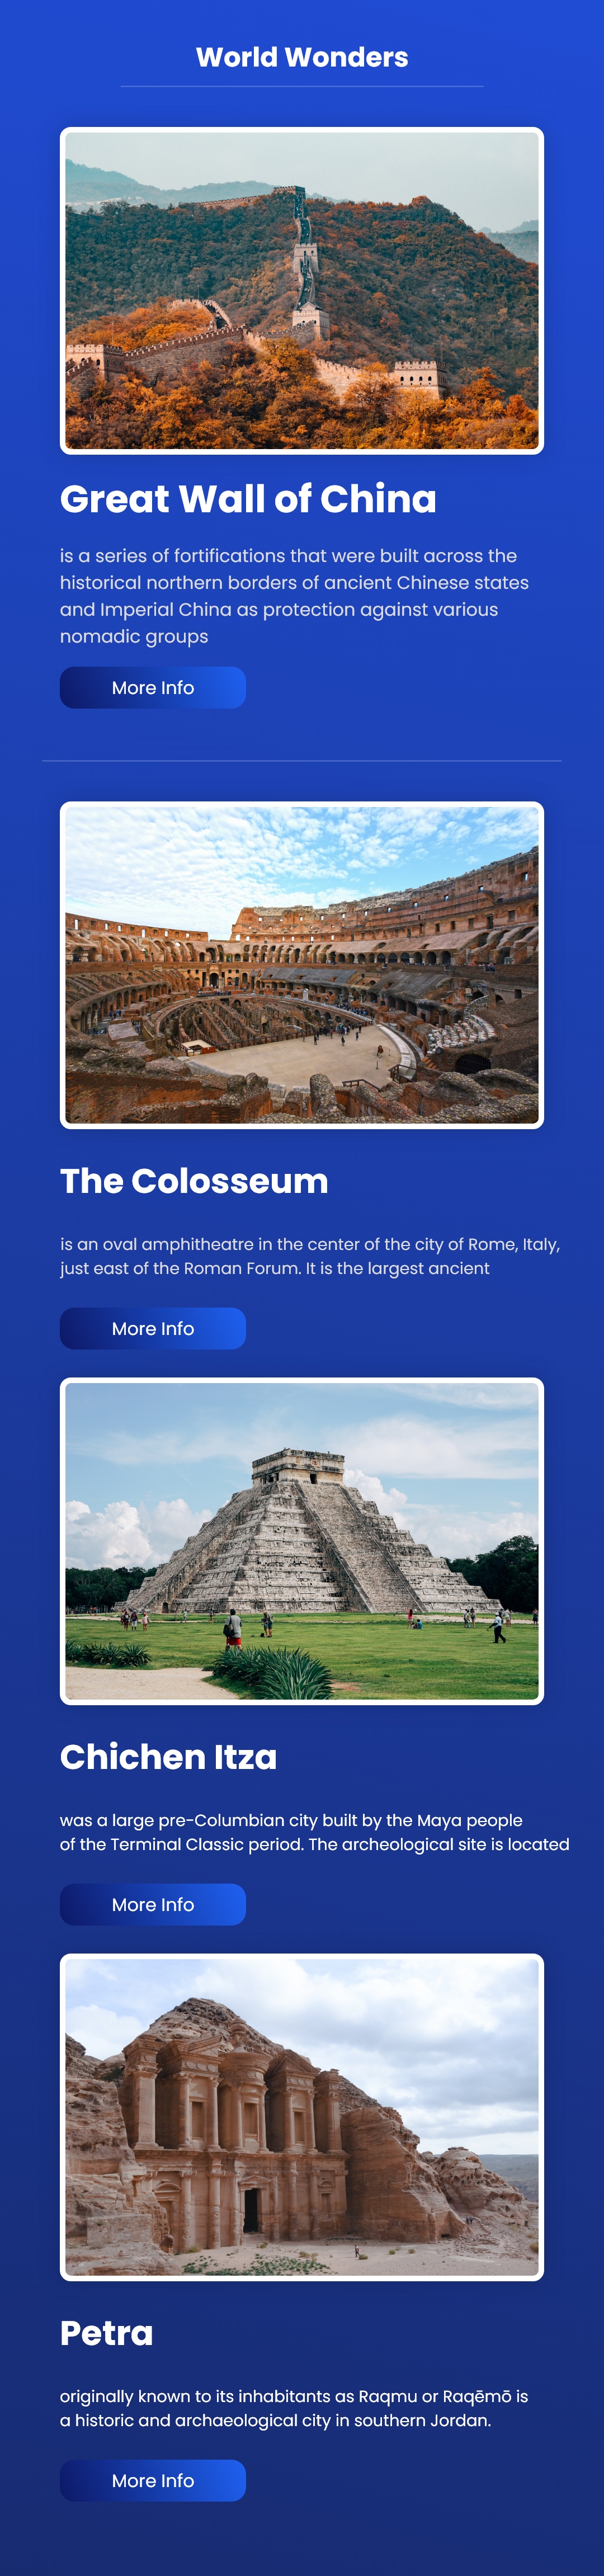 World Wonders
Great Wall of China
is a series of fortifications that were built across the
historical northern borders of ancient Chinese states
and Imperial China as protection against various
nomadic groups
More Info
The Colosseum
is an oval amphitheatre in the center of the city of Rome, Italy,
just east of the Roman Forum. It is the largest ancient
More Info
Chichen Itza
was a large pre-Columbian city built by the Maya people
of the Terminal Classic period. The archeological site is located
More Info
Petra
originally known to its inhabitants as Raqmu or Raqēmō is
a historic and archaeological city in southern Jordan.
More Info